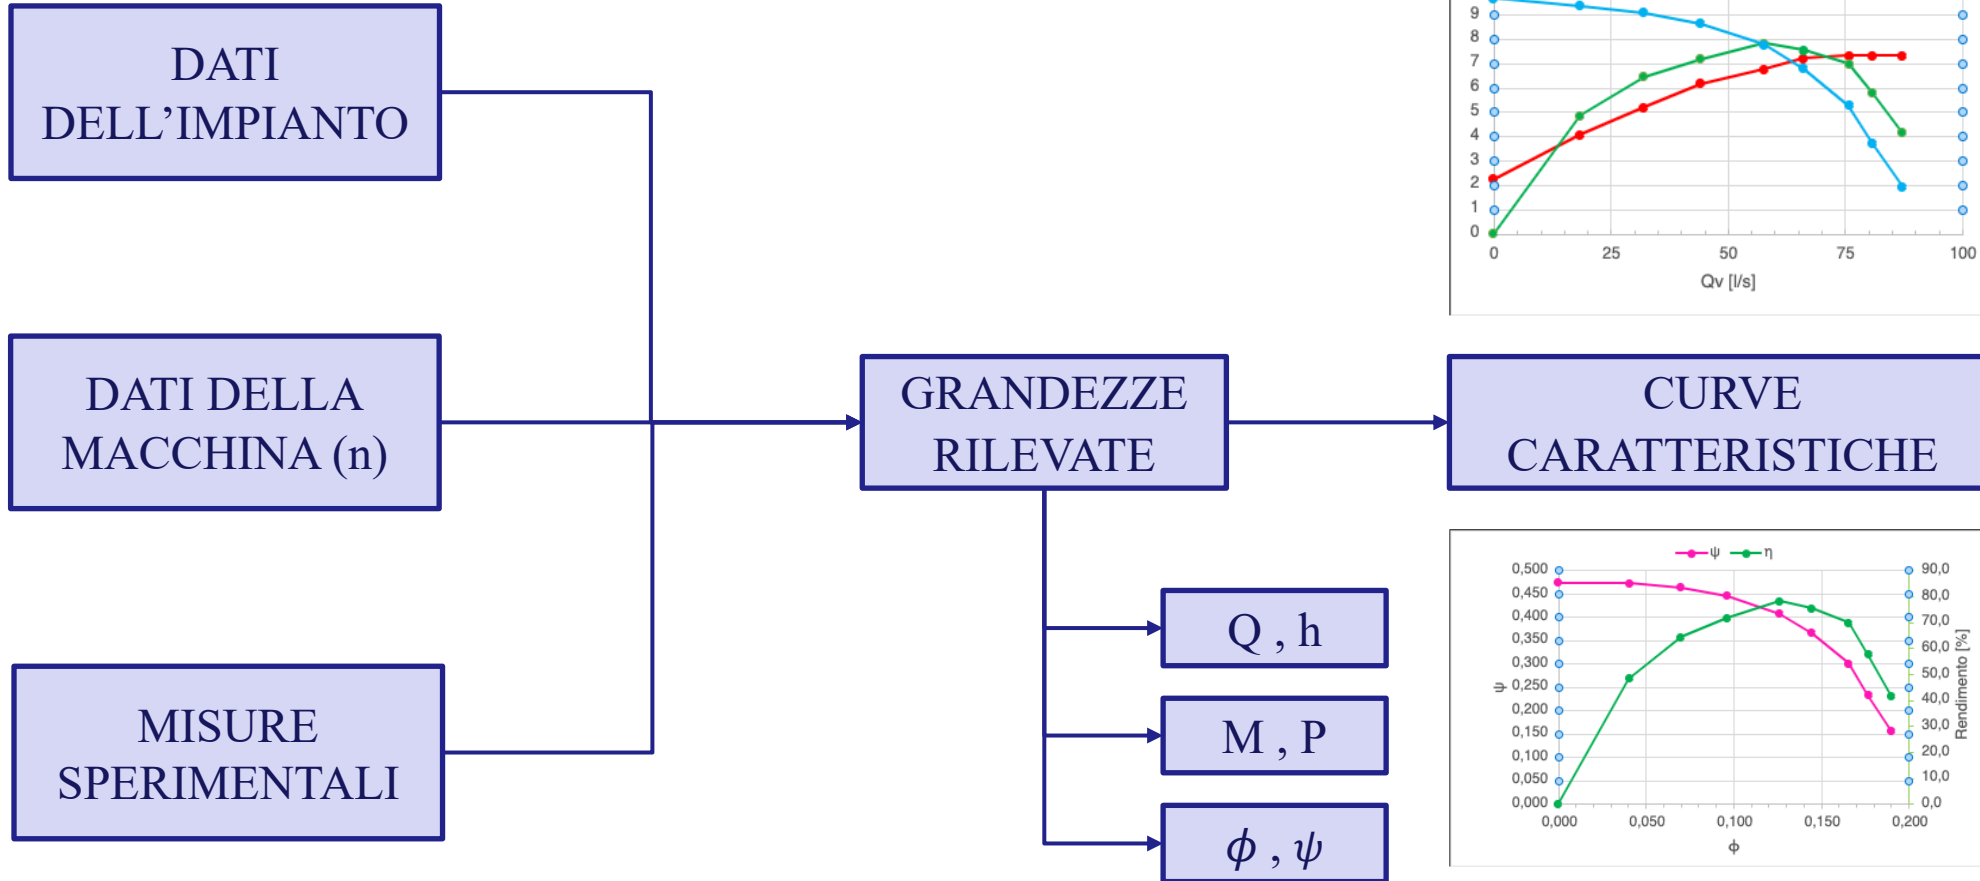 DATI
DELL’IMPIANTO
DATI DELLA
MACCHINA (n)
MISURE
SPERIMENTALI
GRANDEZZE
RILEVATE
Q , h
M , P
ϕ , ψ
9
8
7
6
5
4
3
2
1
0
0 25 50 75 100
Qv [l/s]
CURVE
CARATTERISTICHE
ψ η
0,500
0,450
0,400
0,350
0,300
0,250
0,200
0,150
0,100
0,050
0,000
ψ
90,0
80,0
70,0
60,0
50,0
40,0
30,0
20,0
10,0
0,0
Rendimento [%]
0,000 0,050 0,100 0,150 0,200
ϕ